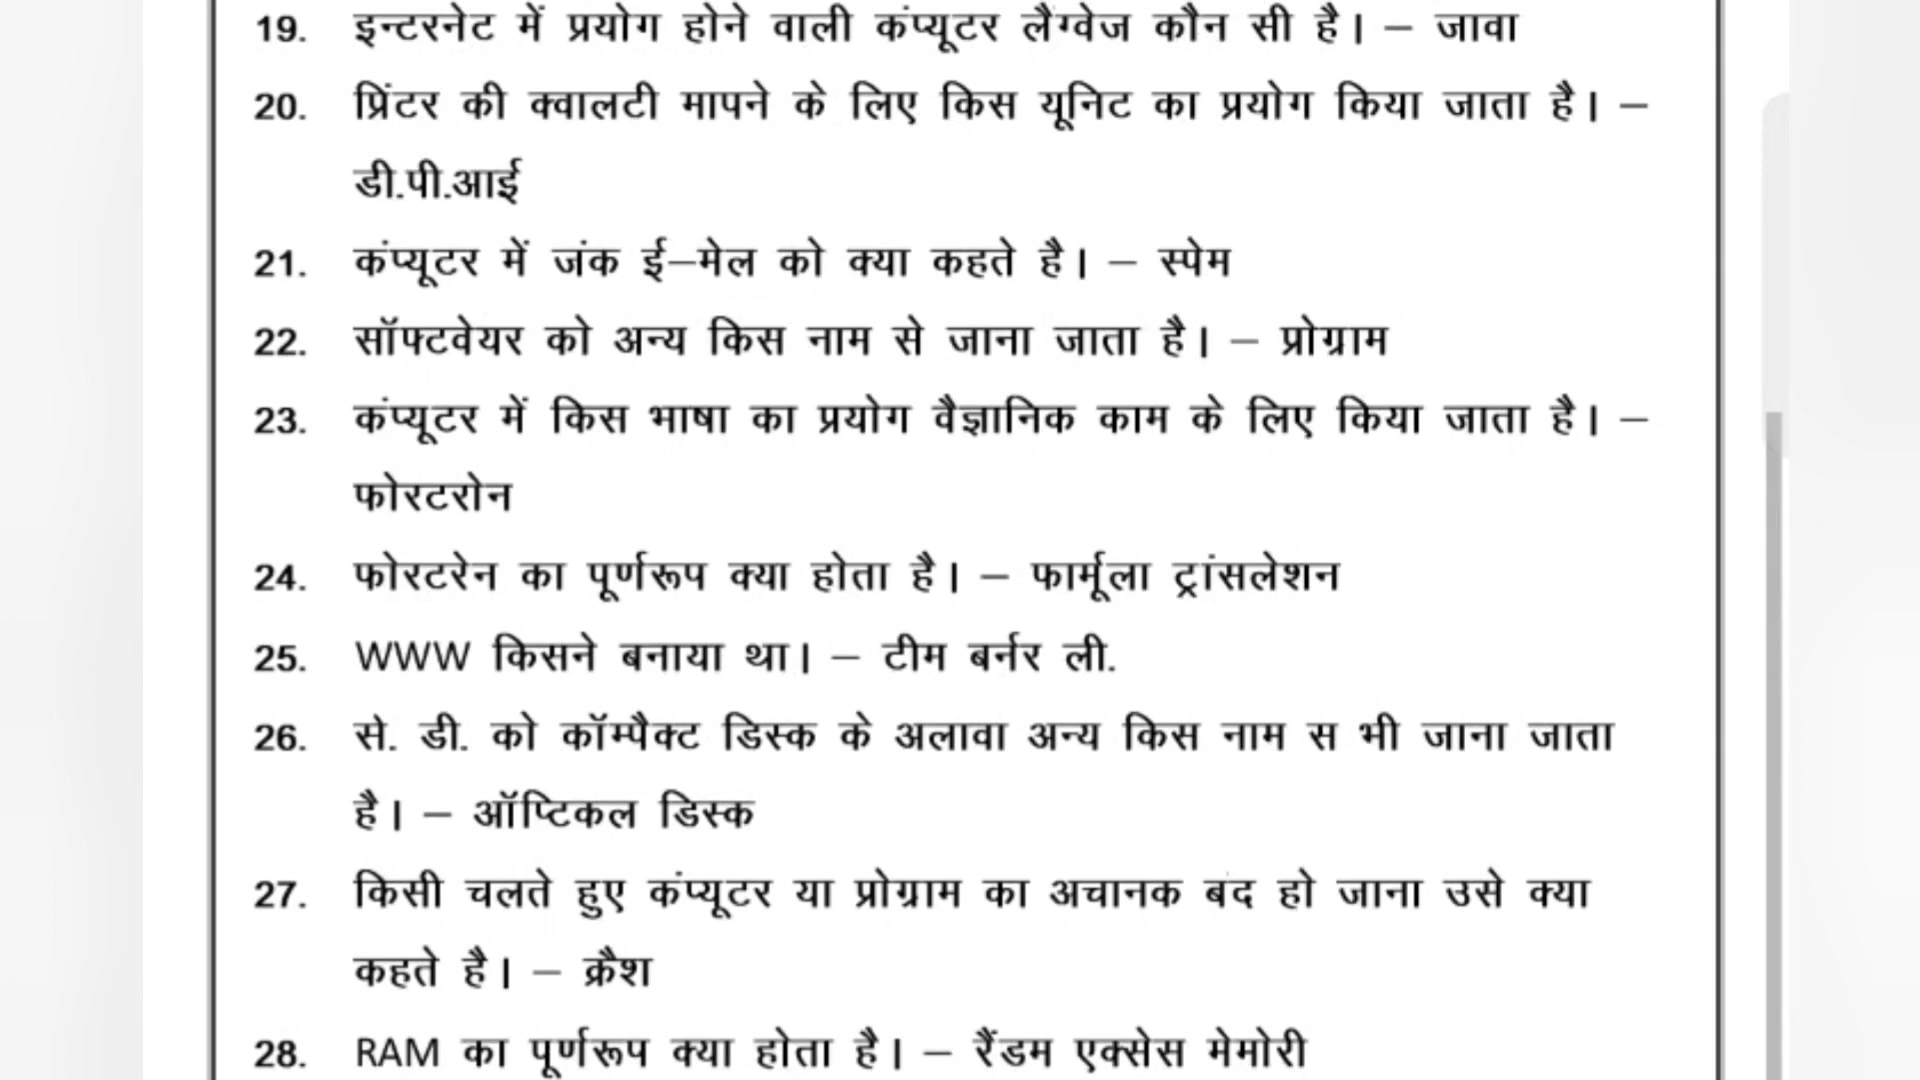 19. इन्टरनेट में प्रयोग होने वाली कंप्यूटर लैंग्वेज कौन सी है। – जावा
20. प्रिंटर की क्वालटी मापने के लिए किस यूनिट का प्रयोग किया जाता है। –
डी.पी.आई
21. कंप्यूटर में जंक ई–मेल को क्या कहते है। – स्पेम
22. सॉफ्टवेयर को अन्य किस नाम से जाना जाता है। – प्रोग्राम
23. कंप्यूटर में किस भाषा का प्रयोग वैज्ञानिक काम के लिए किया जाता है। –
फोरटरोन
24. फोरटरेन का पूर्णरूप क्या होता है। – फार्मूला ट्रांसलेशन
25. WWW किसने बनाया था। – टीम बर्नर ली.
26. से. डी. को कॉम्पैक्ट डिस्क के अलावा अन्य किस नाम स भी जाना जाता
है। – ऑप्टिकल डिस्क
27. किसी चलते हुए कंप्यूटर या प्रोग्राम का अचानक बंद हो जाना उसे क्या
कहते है। – क्रैश
28. RAM का पूर्णरूप क्या होता है। – रैंडम एक्सेस मेमोरी